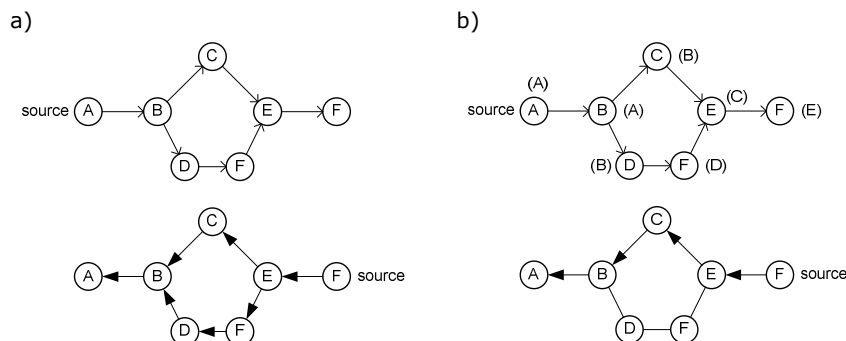 a)
C
source A B E F
D F
C
A B E F source
D F
b)
C (B)
(A)
source A B (A) E (C) F (E)
(B) D F (D)
C
A B E F source
D F